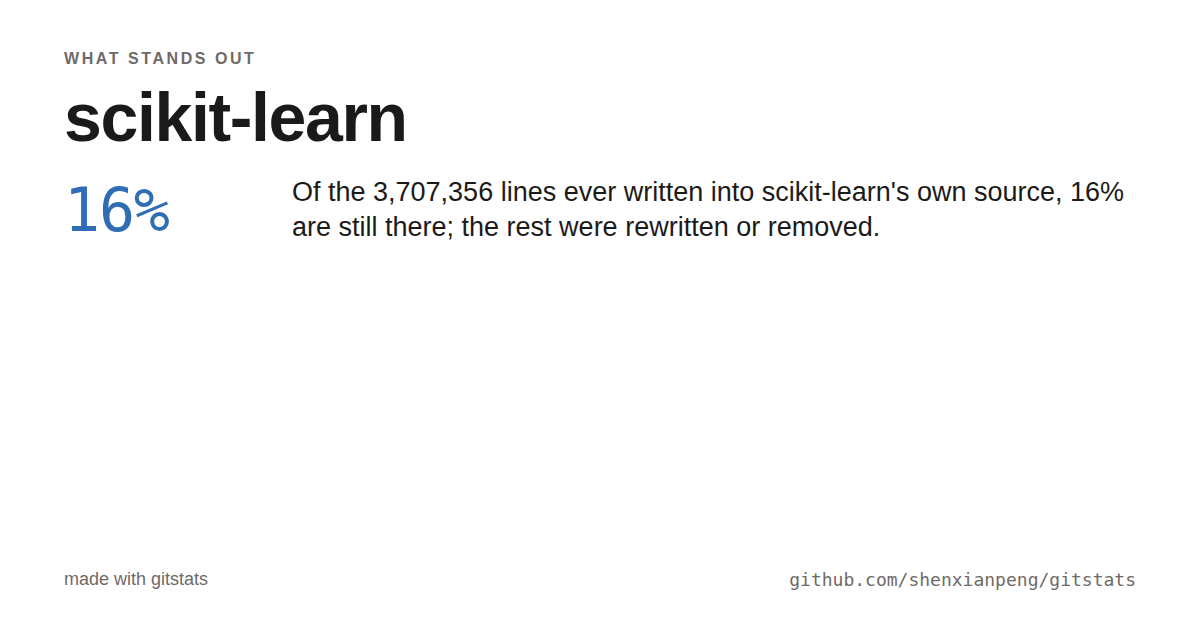 WHAT STANDS OUT
scikit-learn
16%
Of the 3,707,356 lines ever written into scikit-learn's own source, 16%
are still there; the rest were rewritten or removed.
made with gitstats
github.com/shenxianpeng/gitstats